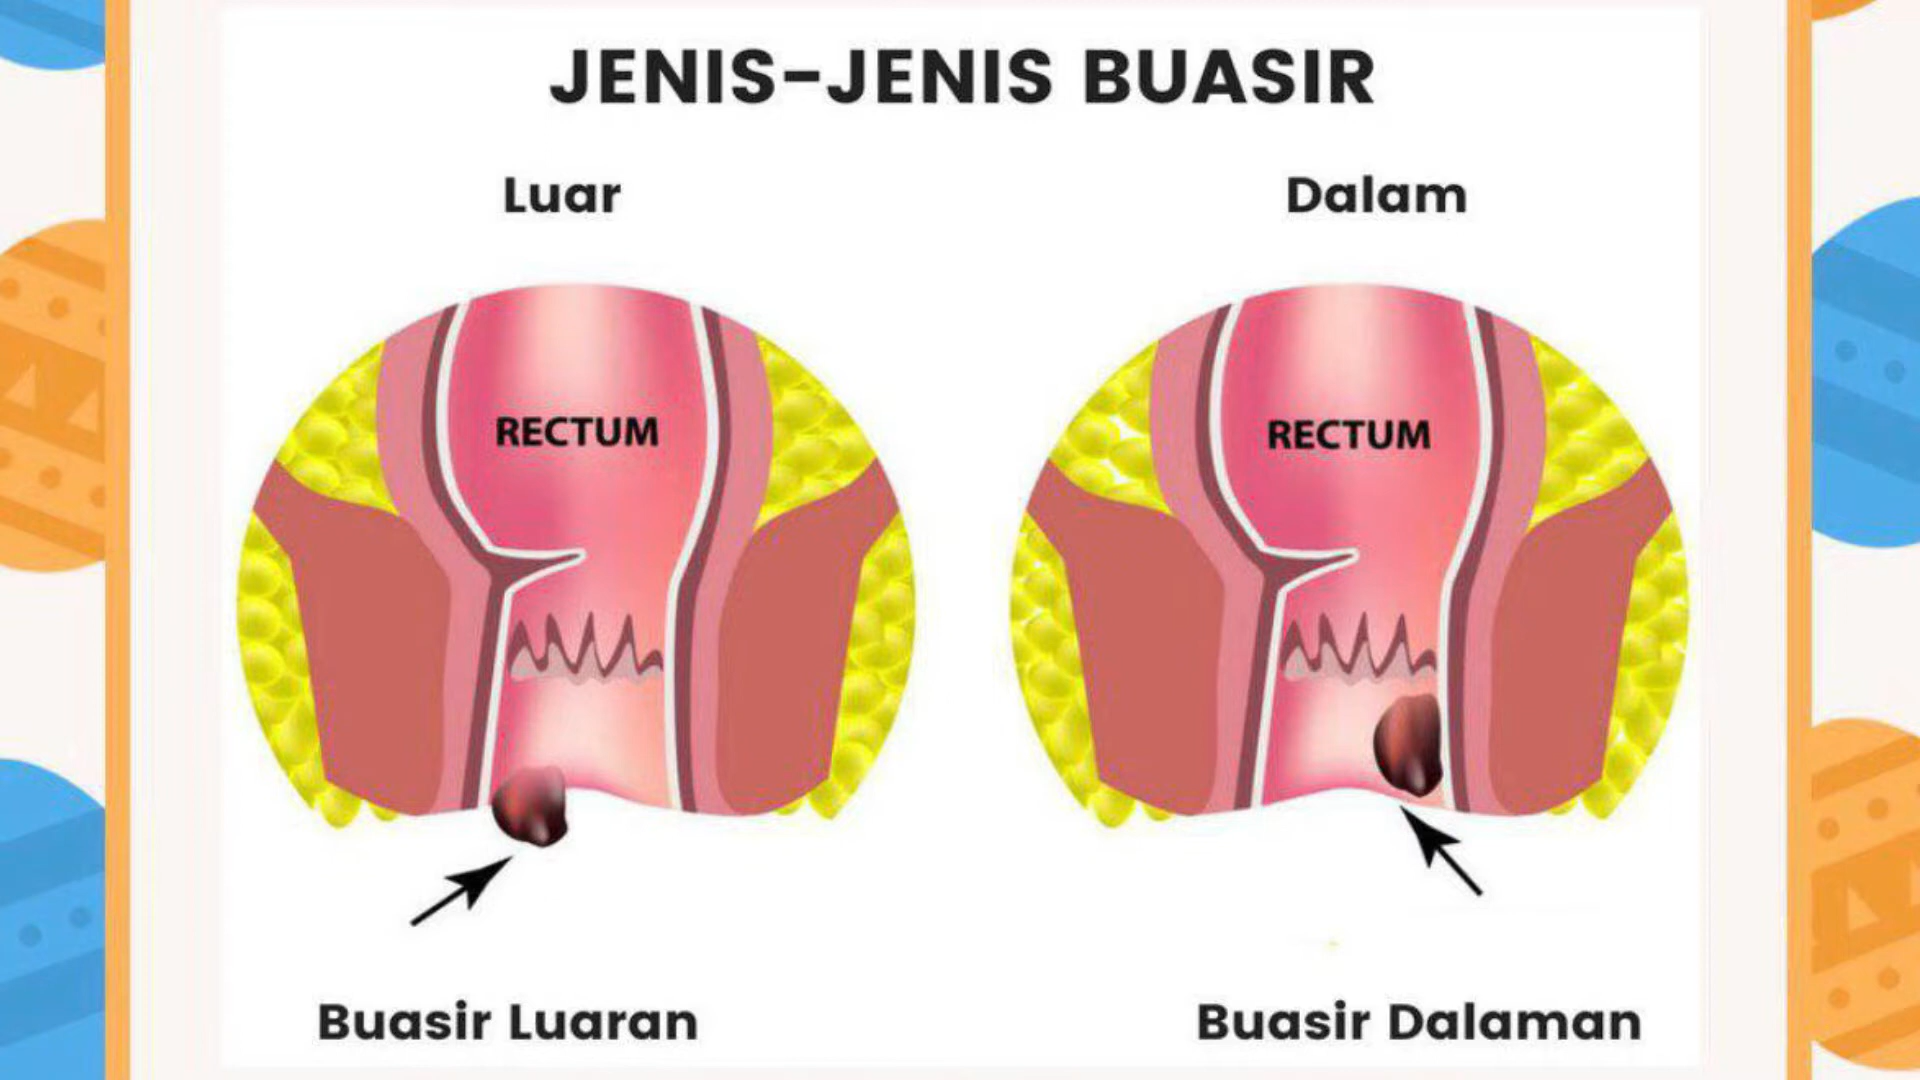 JENIS-JENIS BUASIR
Luar
Dalam
RECTUM
RECTUM
Buasir Luaran
Buasir Dalaman